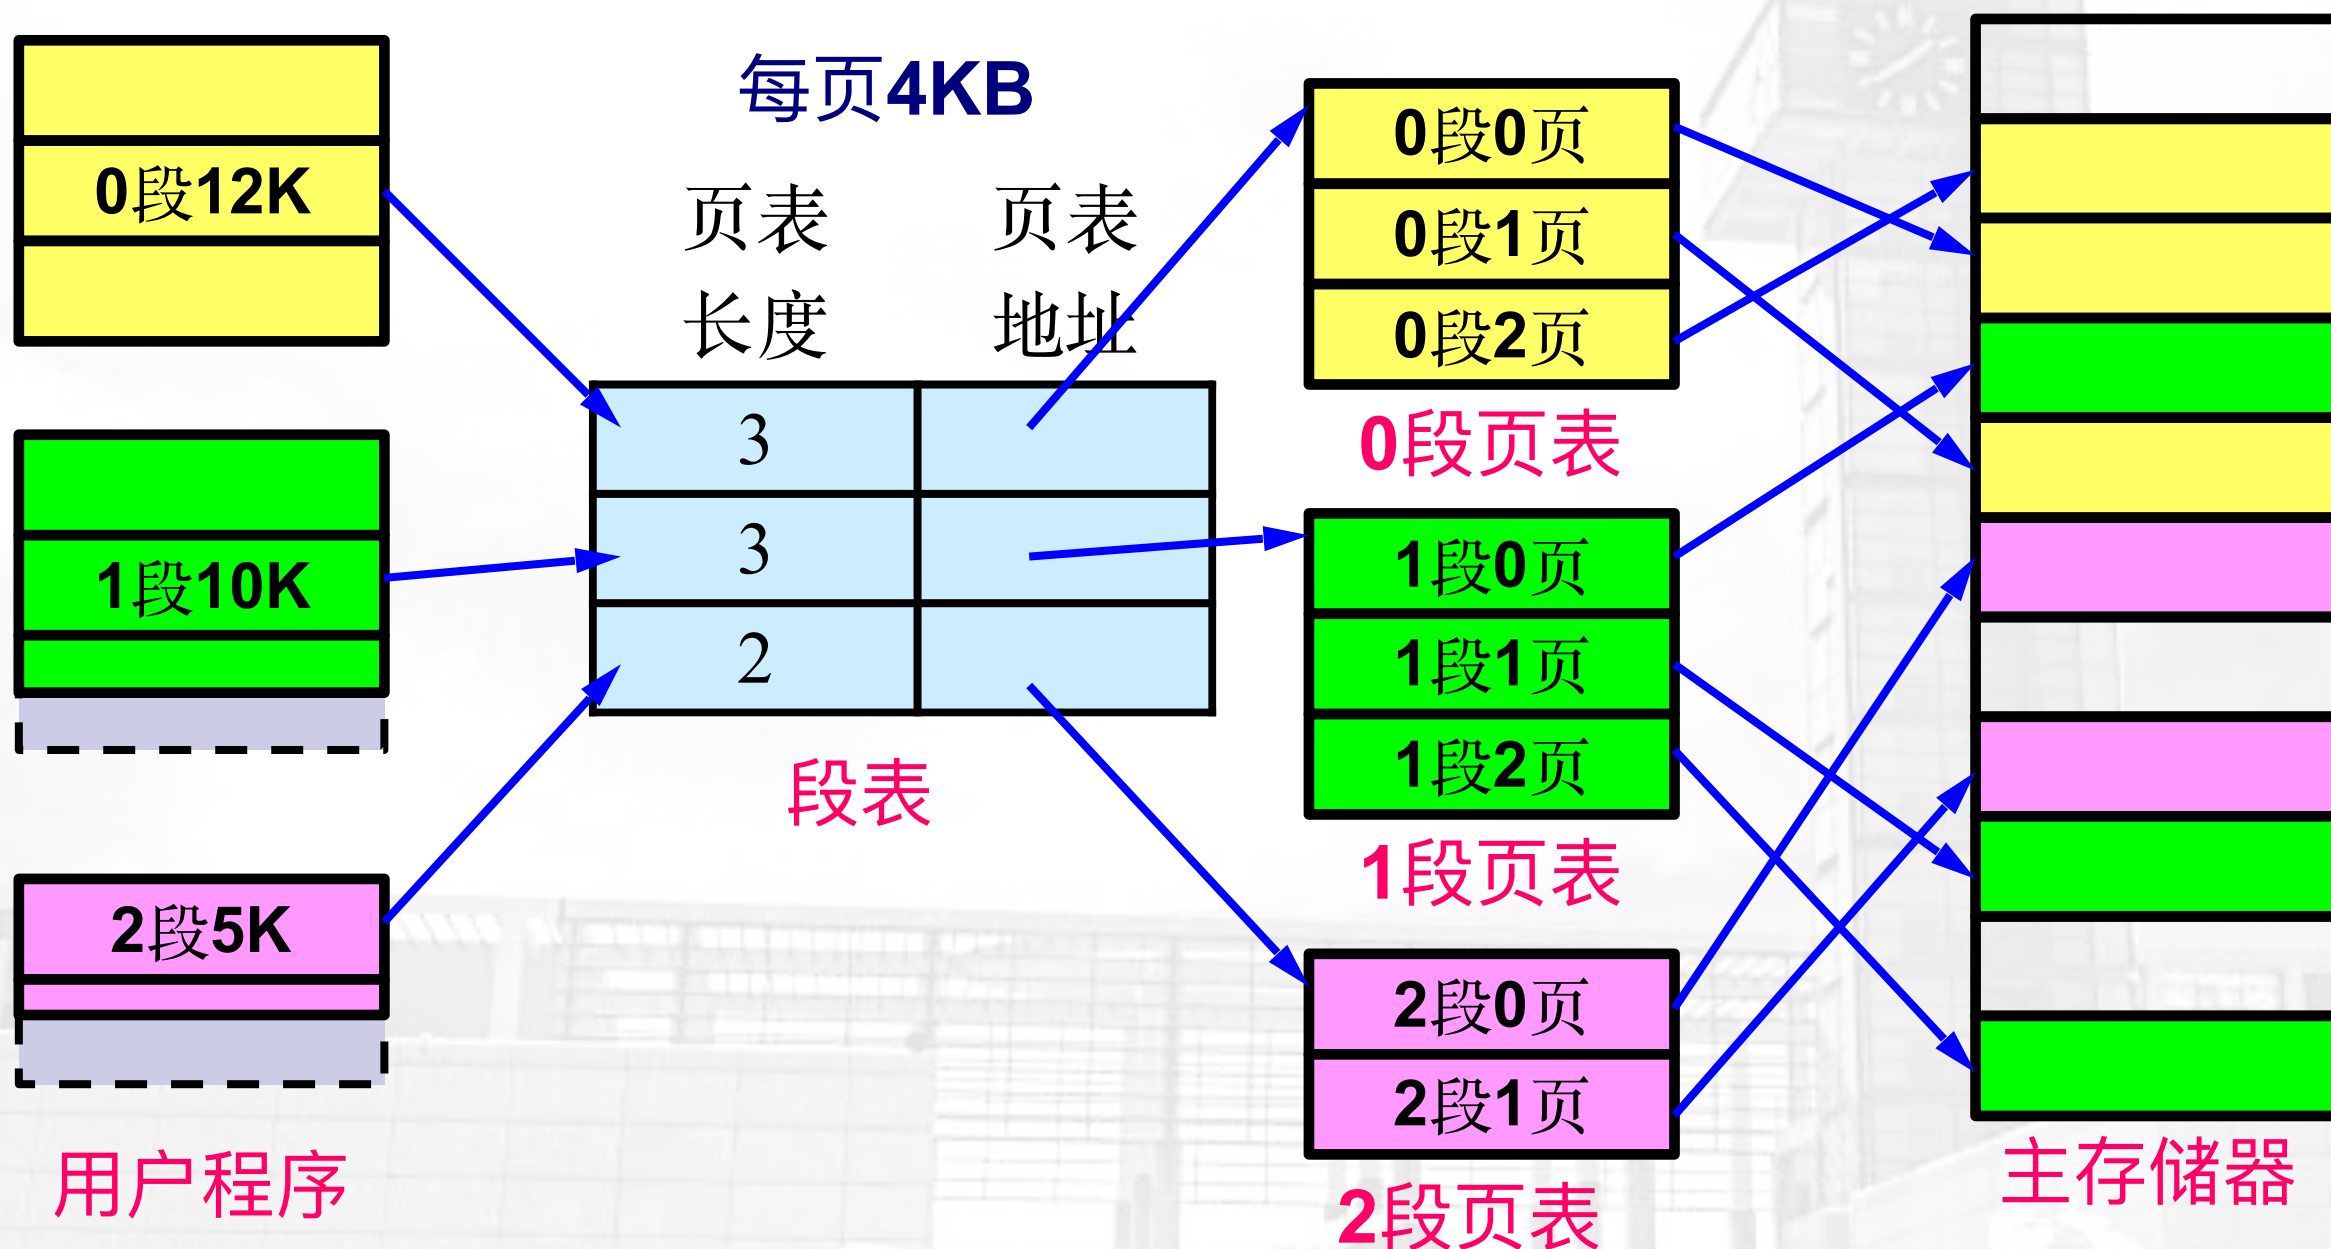 每页4KB
0段12K
1段10K
2段5K
用户程序
页表
长度
页表
地址
3
3
2
段表
0段0页
0段1页
0段2页
0段页表
1段0页
1段1页
1段2页
1段页表
2段0页
2段1页
2段页表
主存储器